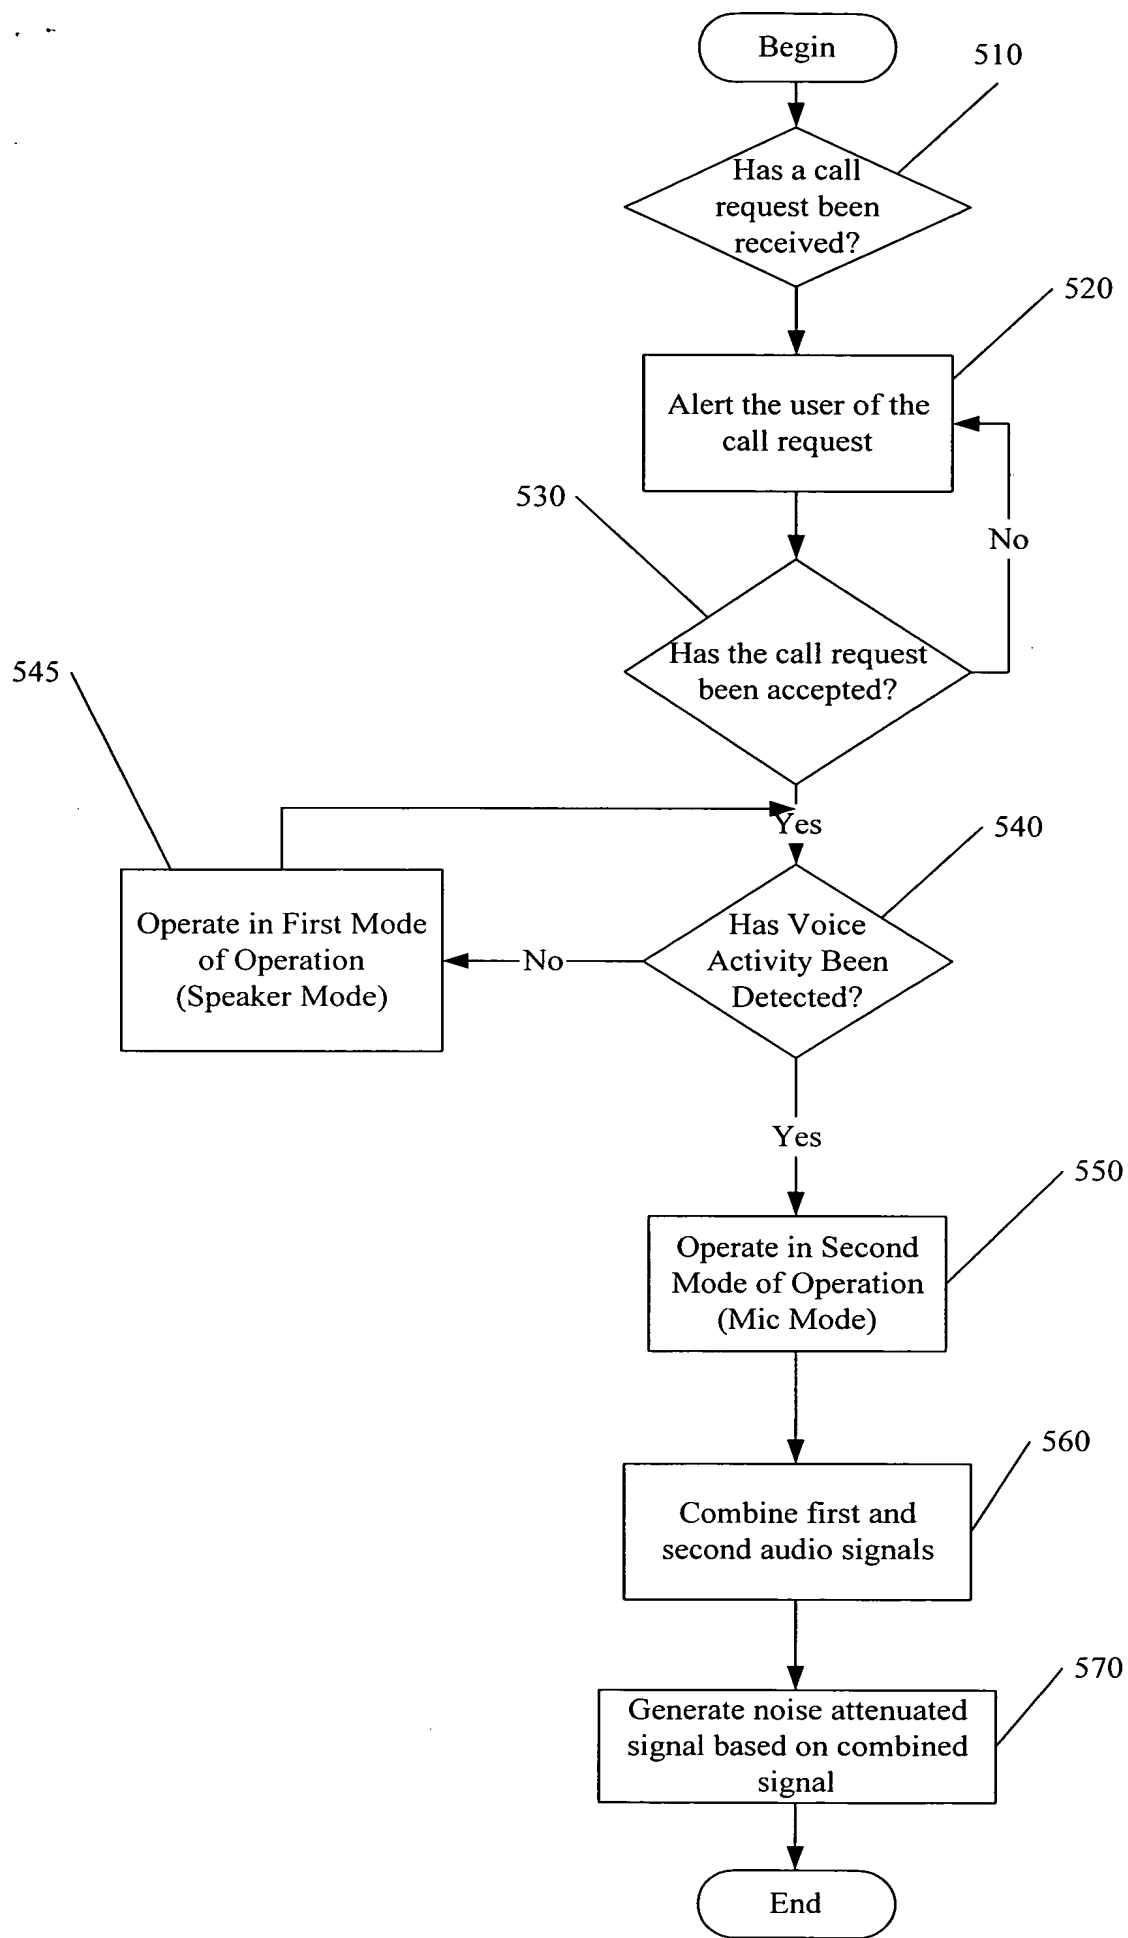 Begin
510
Has a call
request been
received?
520
Alert the user of the
call request
530
No
Has the call request
been accepted?
545
Yes
540
Operate in First Mode
of Operation
(Speaker Mode)
No
Has Voice
Activity Been
Detected?
Yes
550
Operate in Second
Mode of Operation
(Mic Mode)
560
Combine first and
second audio signals
570
Generate noise attenuated
signal based on combined
signal
End